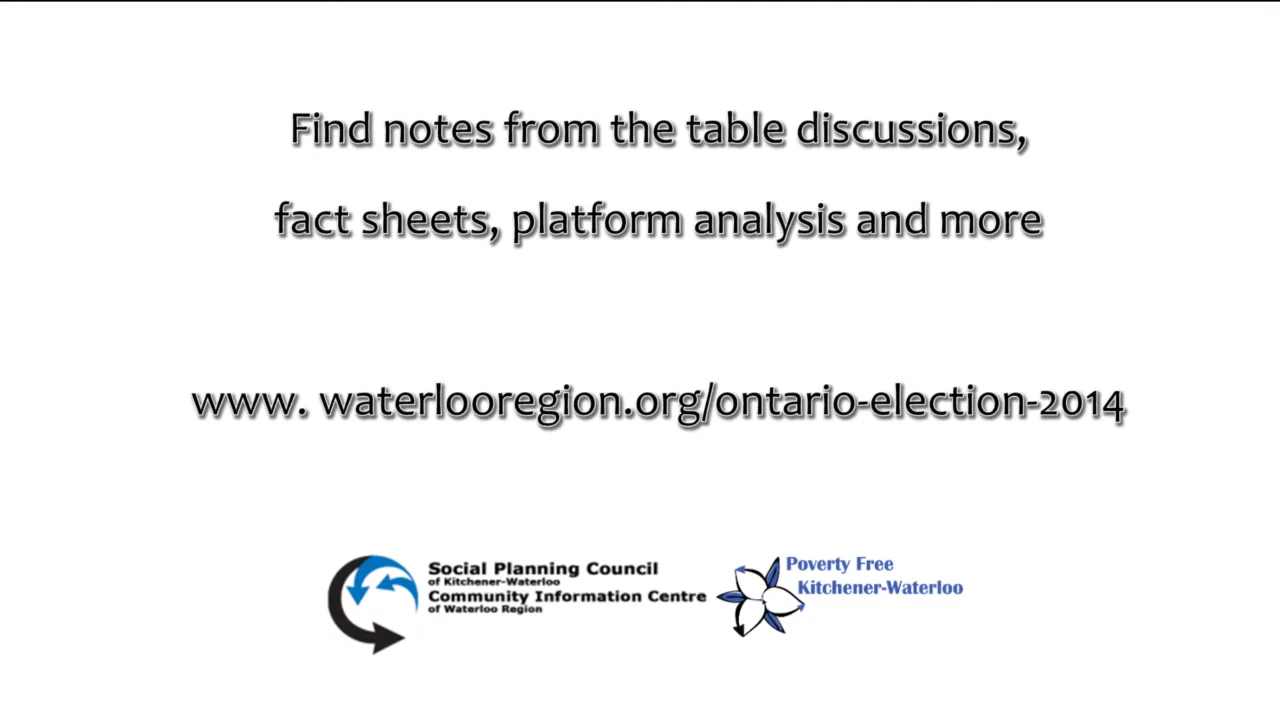 Find notes from the table discussions,
fact sheets, platform analysis and more
www. waterlooregion.org/ontario-election-2014
Social Planning Council
of Kitchener-Waterloo
Community Information Centre
of Waterloo Region
Poverty Free
Kitchener-Waterloo